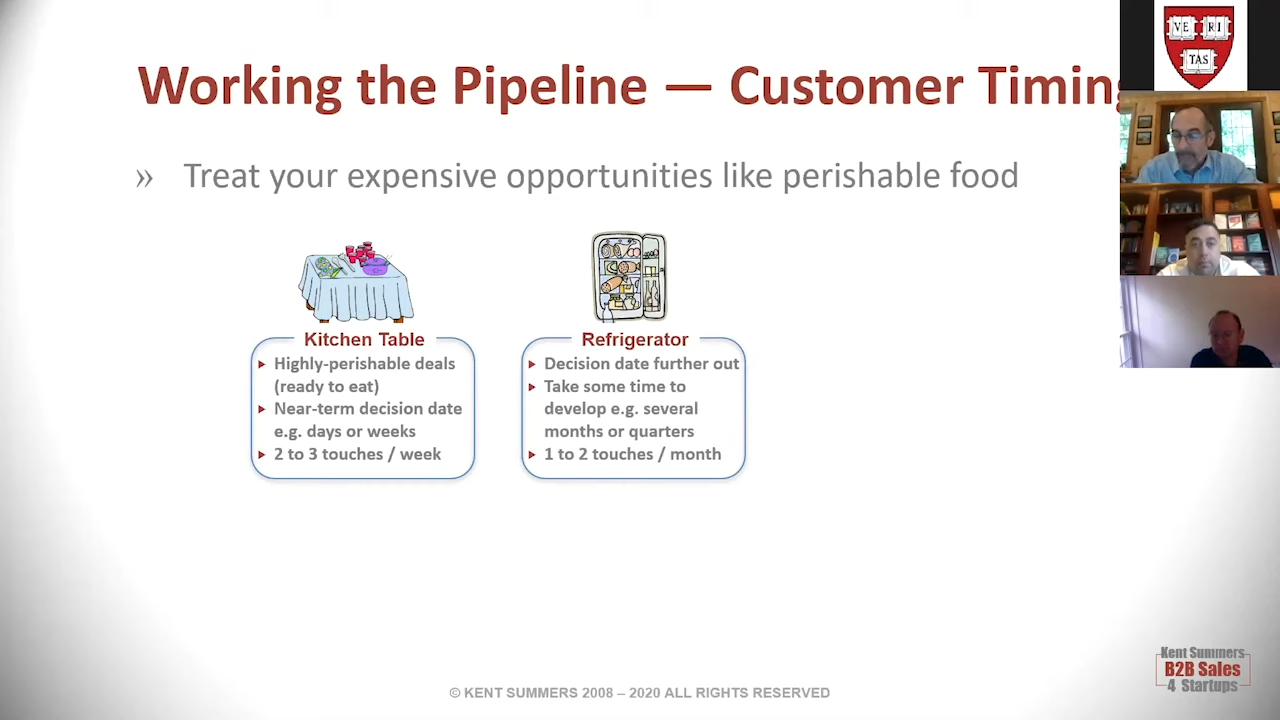 Working the Pipeline — Customer Timing
» Treat your expensive opportunities like perishable food
Kitchen Table
Highly-perishable deals
(ready to eat)
Near-term decision date
e.g. days or weeks
2 to 3 touches / week
Refrigerator
Decision date further out
Take some time to
develop e.g. several
months or quarters
1 to 2 touches / month
VE RI
TAS
Kent Summers
B2B Sales
4 Startups
© KENT SUMMERS 2008 – 2020 ALL RIGHTS RESERVED